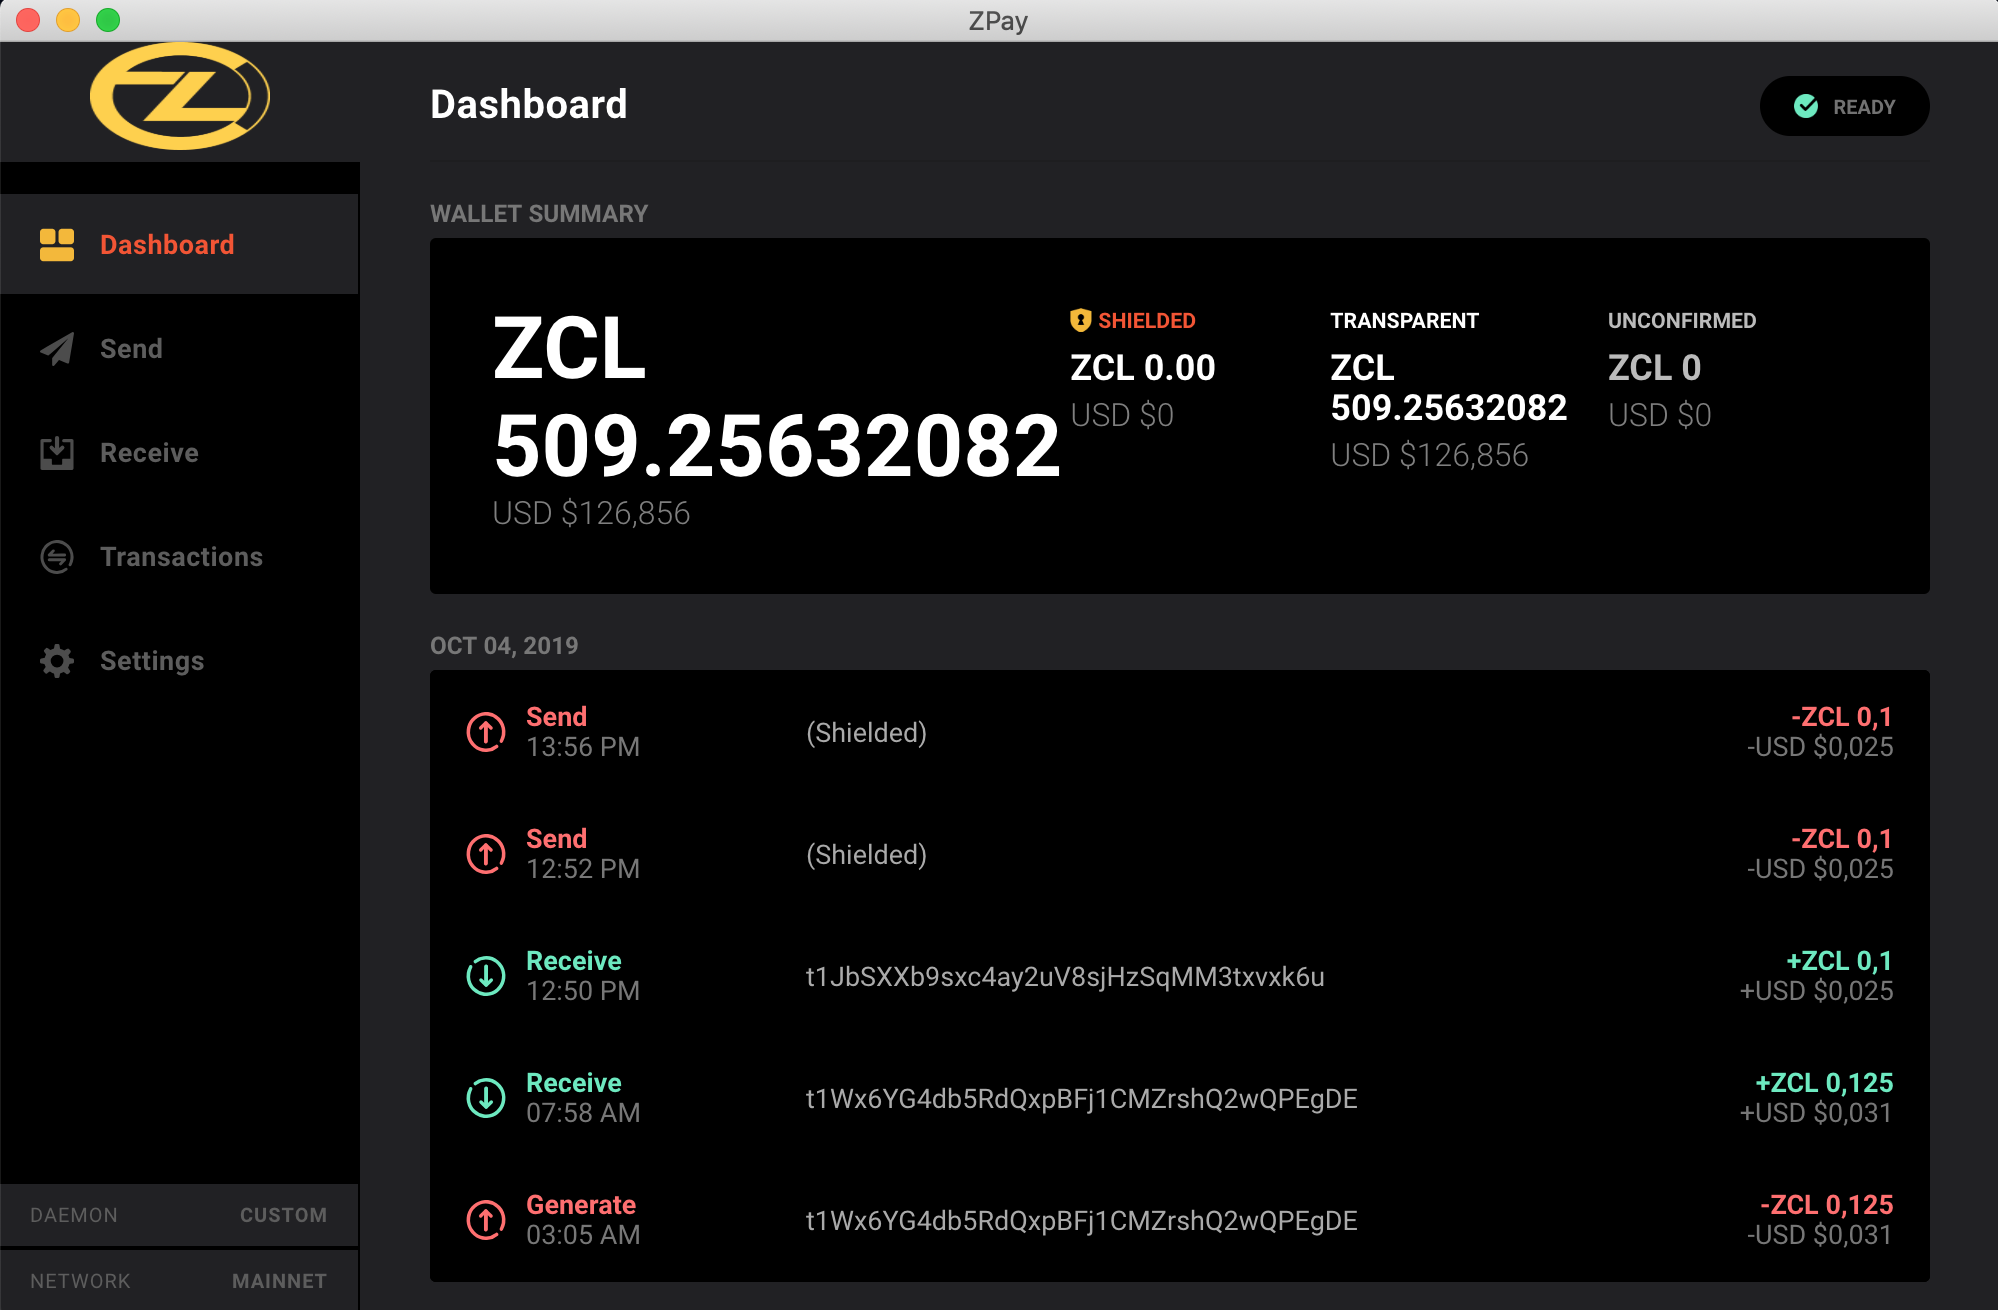 ZPay
Dashboard
READY
Dashboard
Send
Receive
Transactions
Settings
DAEMON CUSTOM
NETWORK MAINNET
WALLET SUMMARY
ZCL
509.25632082
USD $126,856
SHIELDED
ZCL 0.00
USD $0
TRANSPARENT
ZCL
509.25632082
USD $126,856
UNCONFIRMED
ZCL 0
USD $0
OCT 04, 2019
Send
13:56 PM
(Shielded)
-ZCL 0,1
-USD $0,025
Send
12:52 PM
(Shielded)
-ZCL 0,1
-USD $0,025
Receive
12:50 PM
t1JbSXXb9sxc4ay2uV8sjHzSqMM3txvxk6u
+ZCL 0,1
+USD $0,025
Receive
07:58 AM
t1Wx6YG4db5RdQxpBFj1CMZrshQ2wQPEgDE
+ZCL 0,125
+USD $0,031
Generate
03:05 AM
t1Wx6YG4db5RdQxpBFj1CMZrshQ2wQPEgDE
-ZCL 0,125
-USD $0,031